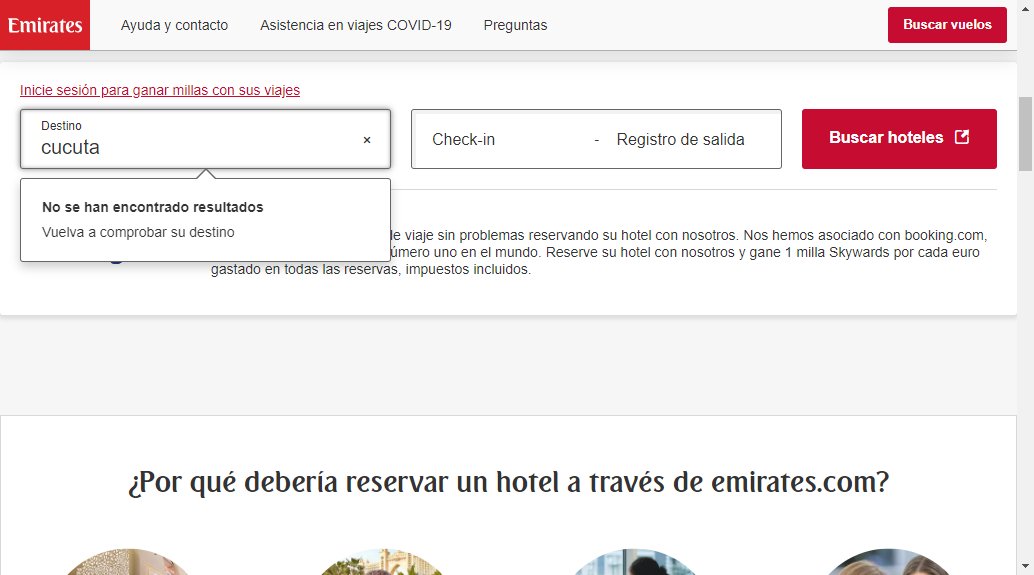 Emirates
Ayuda y contacto
Asistencia en viajes COVID-19
Preguntas
Buscar vuelos
Inicie sesión para ganar millas con sus viajes
Destino
cucuta
×
Check-in - Registro de salida
Buscar hoteles
No se han encontrado resultados
Vuelva a comprobar su destino
de viaje sin problemas reservando su hotel con nosotros. Nos hemos asociado con booking.com,
número uno en el mundo. Reserve su hotel con nosotros y gane 1 milla Skywards por cada euro
gastado en todas las reservas, impuestos incluidos.
¿Por qué debería reservar un hotel a través de emirates.com?